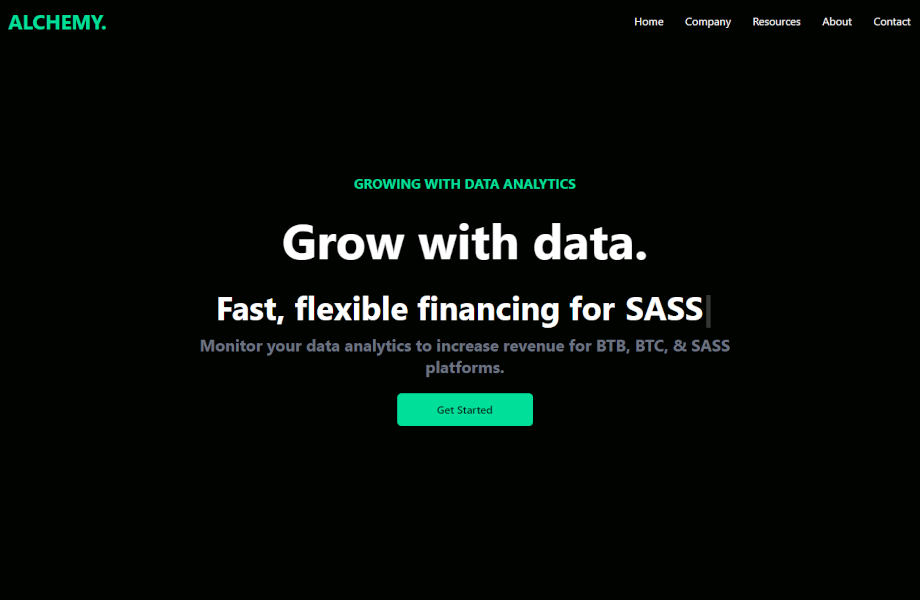 ALCHEMY.
Home Company Resources About Contact
GROWING WITH DATA ANALYTICS
Grow with data.
Fast, flexible financing for SASS|
Monitor your data analytics to increase revenue for BTB, BTC, & SASS
platforms.
Get Started